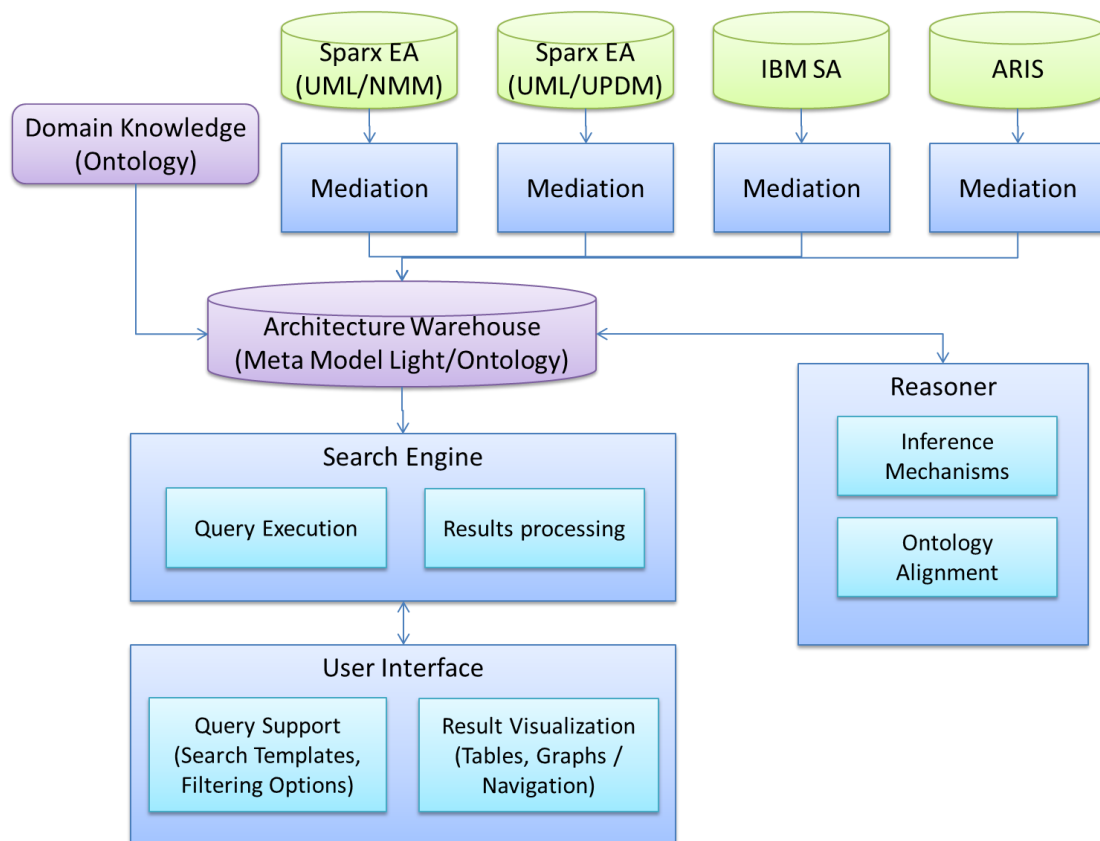 Sparx EA
(UML/NMM)
Sparx EA
(UML/UPDM)
IBM SA
ARIS
Domain Knowledge
(Ontology)
Mediation
Mediation
Mediation
Mediation
Architecture Warehouse
(Meta Model Light/Ontology)
Reasoner
Inference
Mechanisms
Ontology
Alignment
Search Engine
Query Execution
Results processing
User Interface
Query Support
(Search Templates,
Filtering Options)
Result Visualization
(Tables, Graphs /
Navigation)